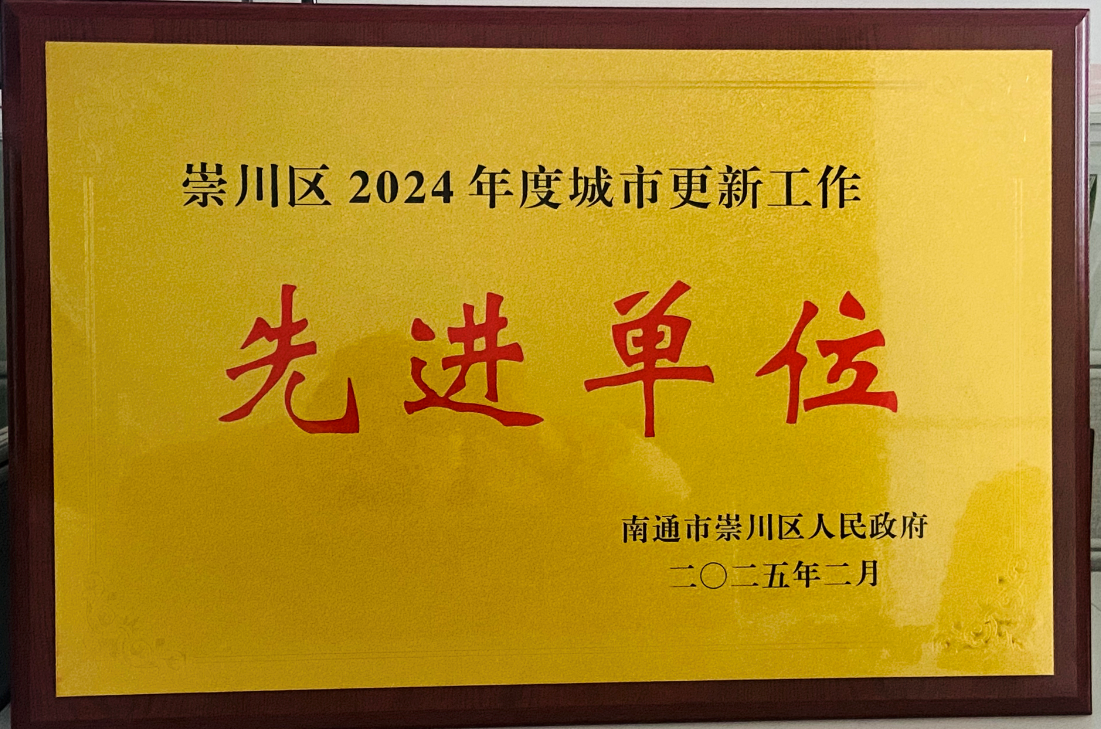 崇川区 2024 年度城市更新工作
先进单位
南通市崇川区人民政府
二〇二五年二月